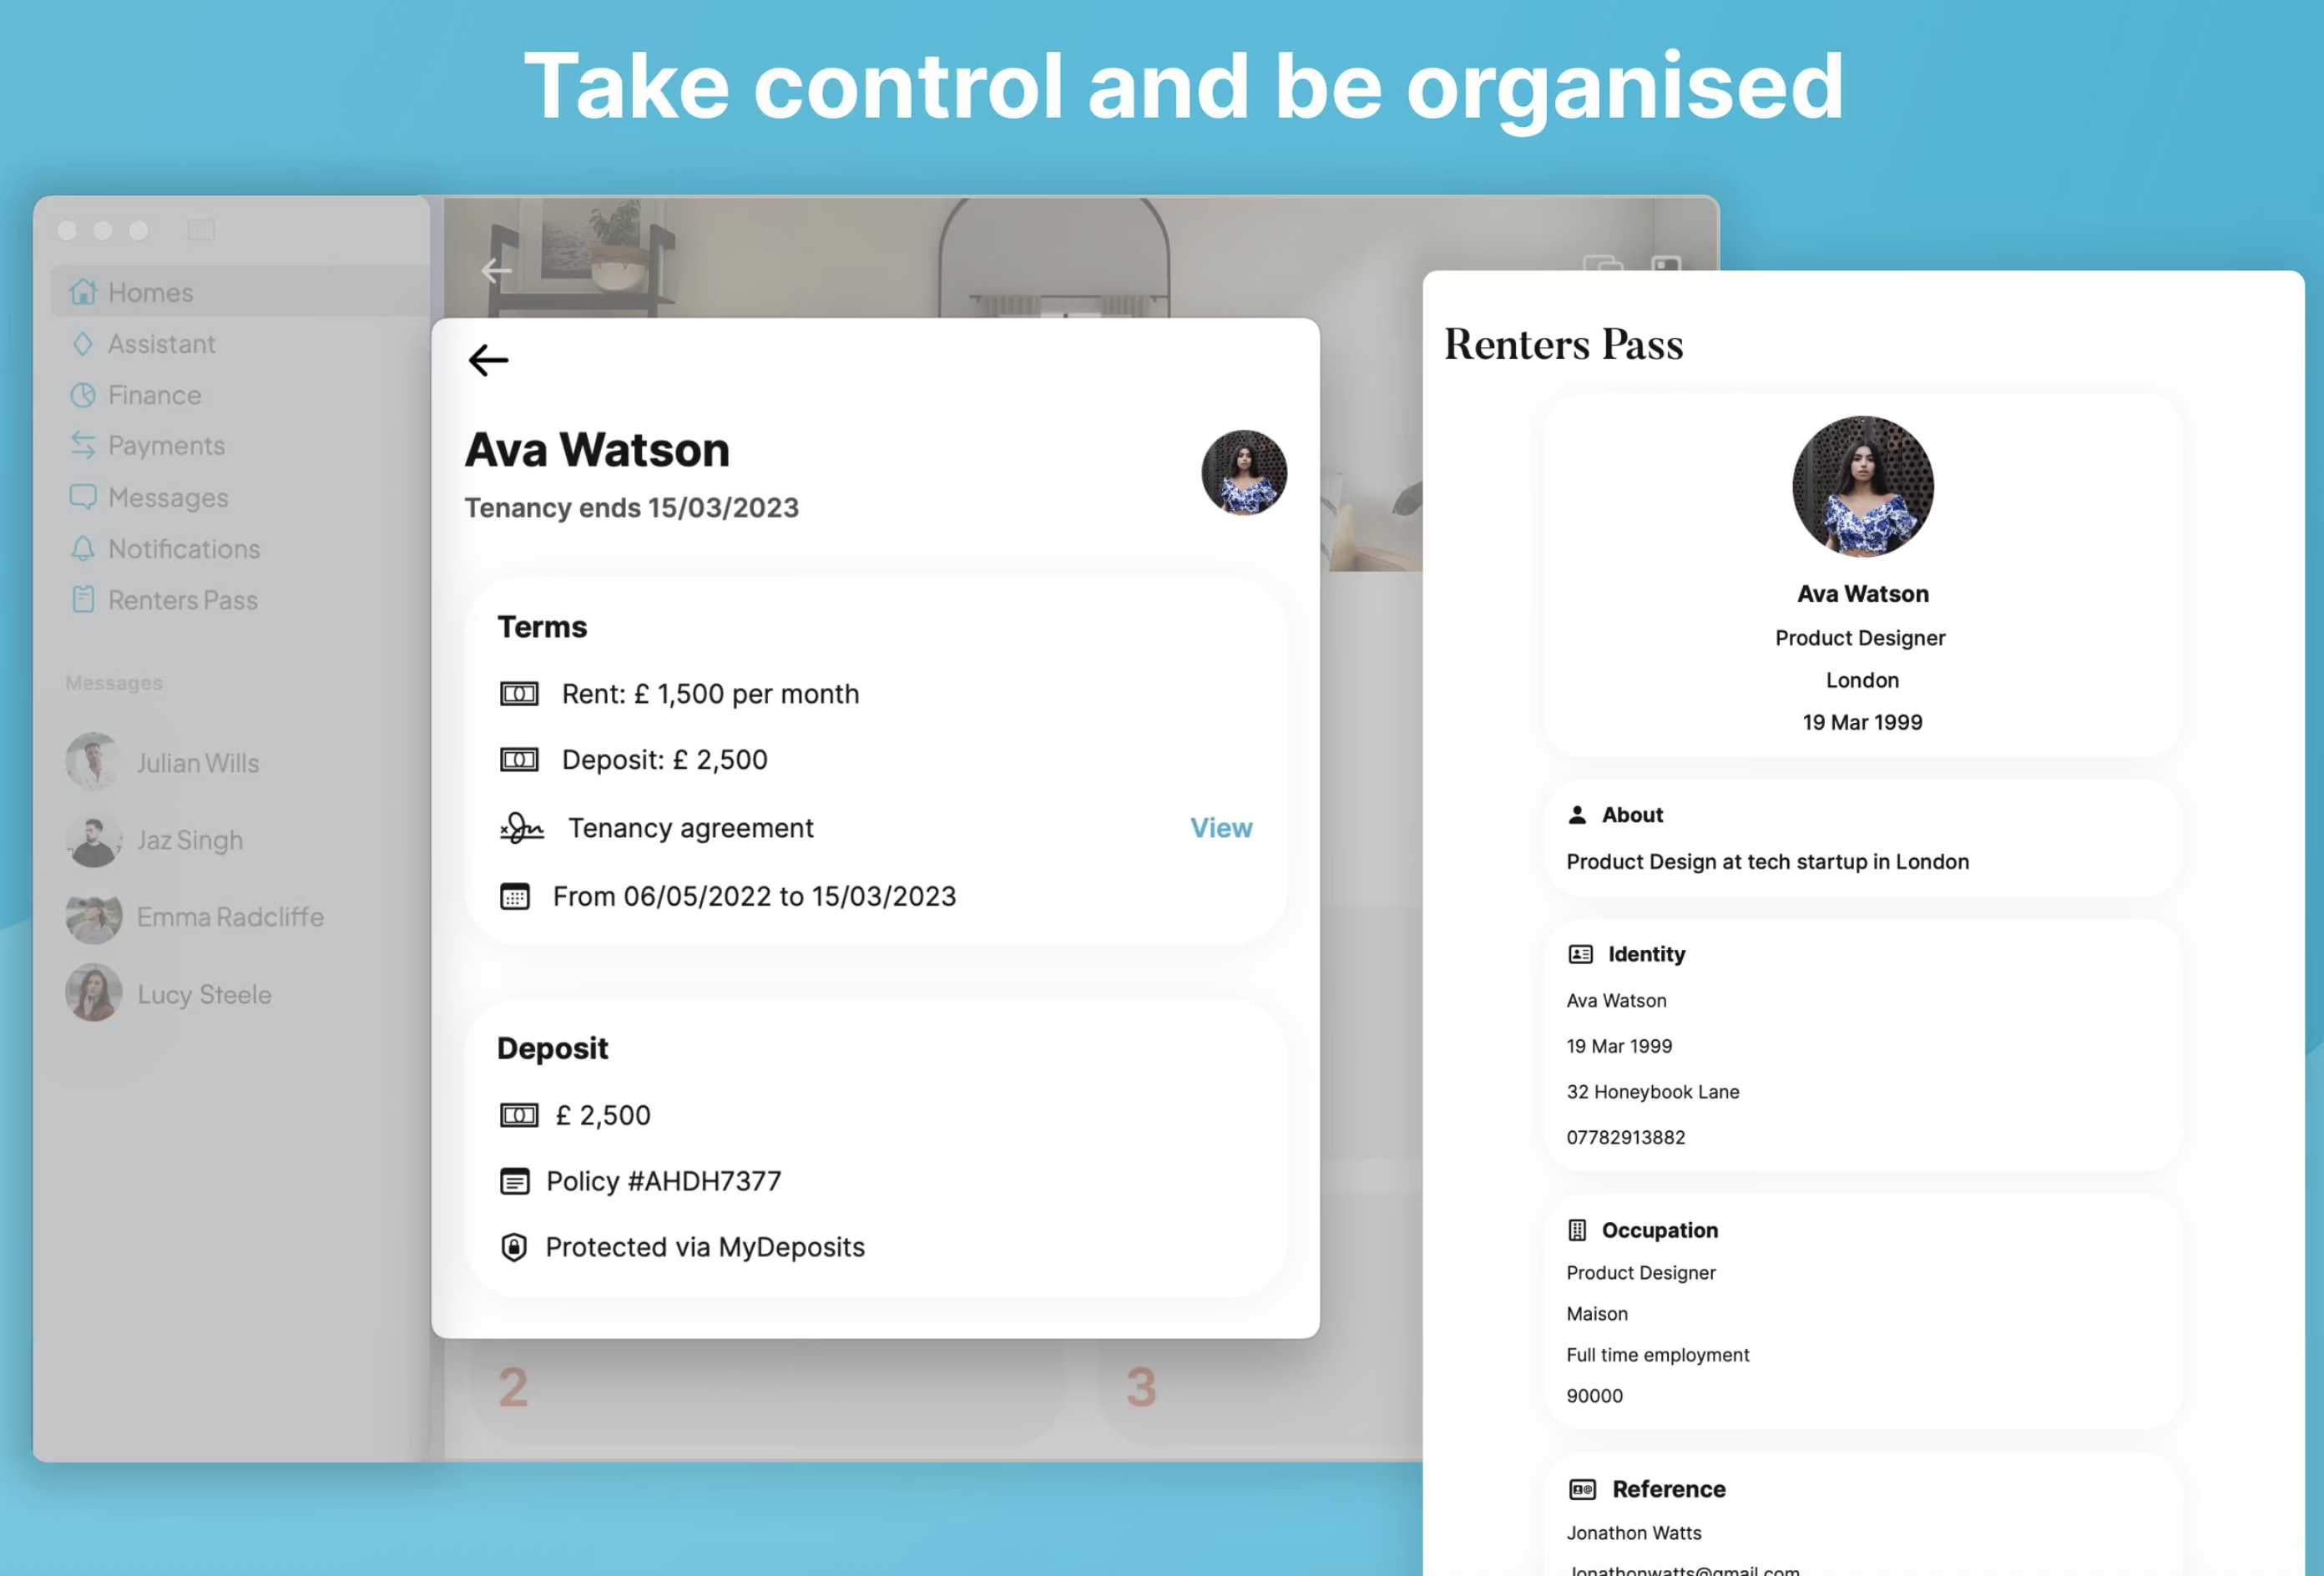 Take control and be organised
Homes
Assistant
Finance
Payments
Messages
Notifications
Renters Pass
Messages
Julian Wills
Jaz Singh
Emma Radcliffe
Lucy Steele
Ava Watson
Tenancy ends 15/03/2023
Terms
Rent: £ 1,500 per month
Deposit: £ 2,500
Tenancy agreement
View
From 06/05/2022 to 15/03/2023
Deposit
£ 2,500
Policy #AHDH7377
Protected via MyDeposits
2
3
Renters Pass
Ava Watson
Product Designer
London
19 Mar 1999
About
Product Design at tech startup in London
Identity
Ava Watson
19 Mar 1999
32 Honeybook Lane
07782913882
Occupation
Product Designer
Maison
Full time employment
90000
Reference
Jonathon Watts
Jonathonwatts@gmail.com